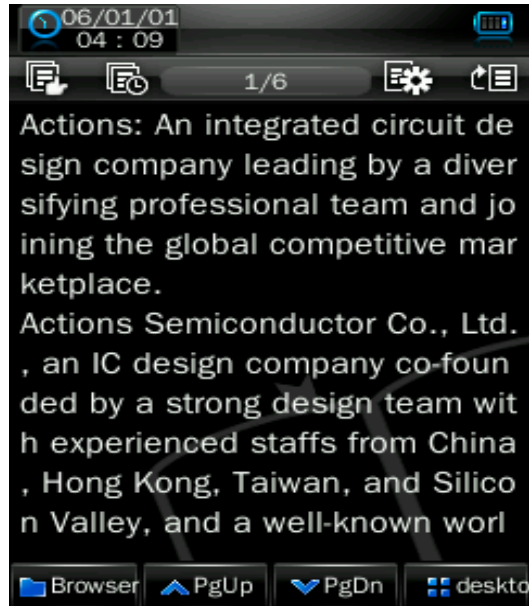 06/01/01
04 : 09
1/6
Actions: An integrated circuit de
sign company leading by a diver
sifying professional team and jo
ining the global competitive mar
ketplace.
Actions Semiconductor Co., Ltd.
, an IC design company co-foun
ded by a strong design team wit
h experienced staffs from China
, Hong Kong, Taiwan, and Silico
n Valley, and a well-known worl
Browser PgUp PgDn deskto